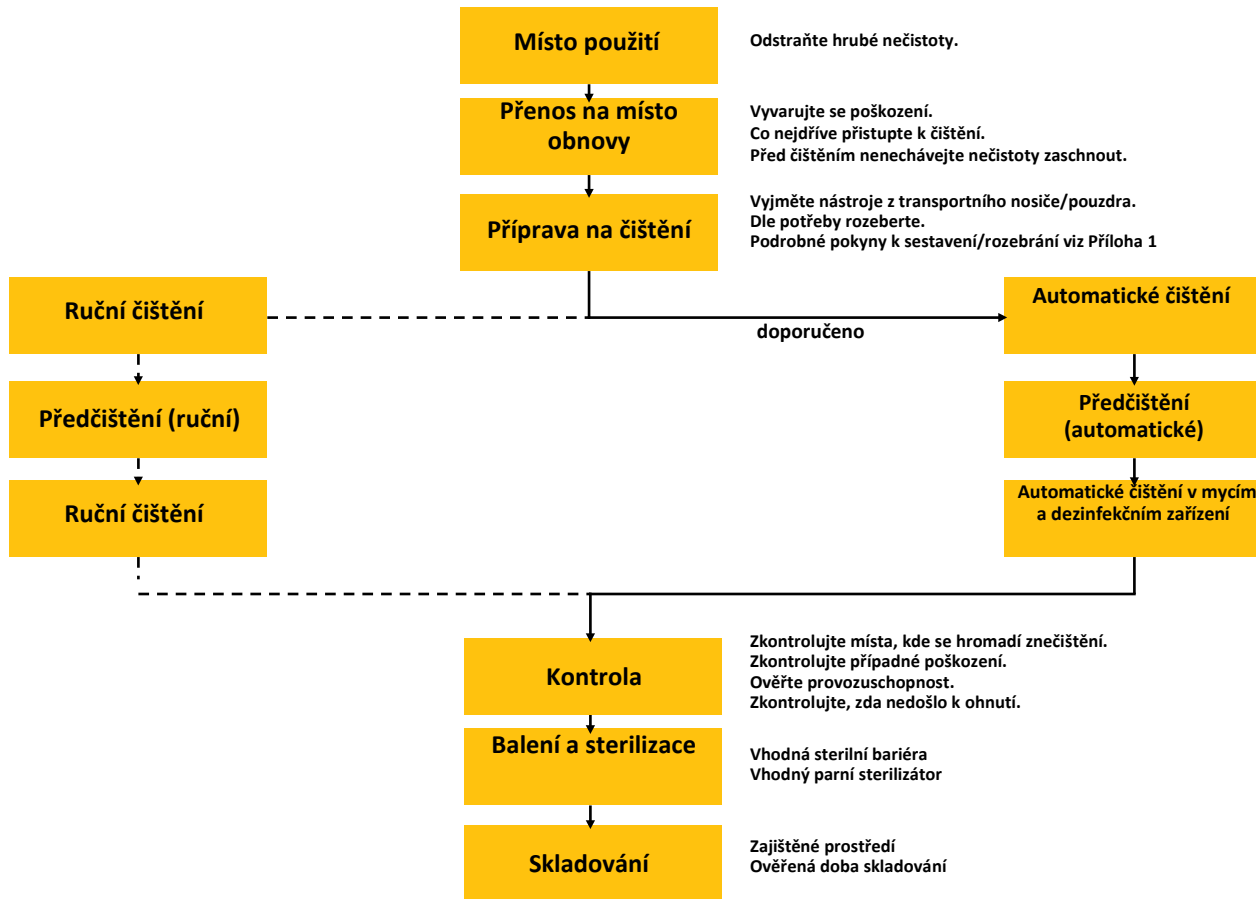 Místo použití
Odstraňte hrubé nečistoty.
Přenos na místo
obnovy
Vyvarujte se poškození.
Co nejdříve přistupte k čištění.
Před čištěním nenechávejte nečistoty zaschnout.
Příprava na čištění
Vyjměte nástroje z transportního nosiče/pouzdra.
Dle potřeby rozeberte.
Podrobné pokyny k sestavení/rozebrání viz Příloha 1
Ruční čištění
doporučeno
Automatické čištění
Předčištění (ruční)
Předčištění
(automatické)
Ruční čištění
Automatické čištění v mycím
a dezinfekčním zařízení
Kontrola
Zkontrolujte místa, kde se hromadí znečištění.
Zkontrolujte případné poškození.
Ověřte provozuschopnost.
Zkontrolujte, zda nedošlo k ohnutí.
Balení a sterilizace
Vhodná sterilní bariéra
Vhodný parní sterilizátor
Skladování
Zajištěné prostředí
Ověřená doba skladování